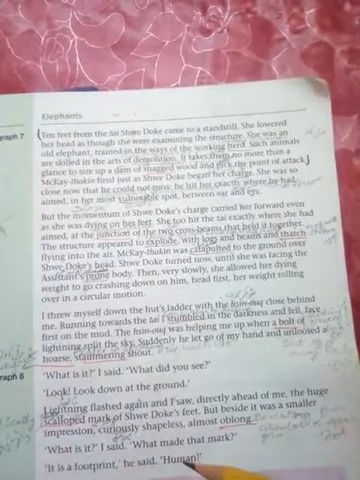 Elephants
graph 7
Ten feet from the tai Shwe Doke came to a standstill. She lowered
her head as though she were examining the structure. She was an
old elephant, trained in the ways of the working herd. Such animals
are skilled in the arts of demolition. It takes them no more than a
glance to size up a dam of snagged wood and pick the point of attack.
McKay-thakin fired just as Shwe Doke began her charge. She was so
close now that he could not miss: he hit her exactly where he had
aimed, in her most vulnerable spot, between ear and eye.
But the momentum of Shwe Doke's charge carried her forward even
as she was dying on her feet. She too hit the tai exactly where she had
aimed, at the junction of the two cross-beams that held it together.
The structure appeared to explode, with logs and beams and thatch
flying into the air. McKay-thakin was catapulted to the ground over
Shwe Doke's head. Shwe Doke turned now, until she was facing the
Assistant's prone body. Then, very slowly, she allowed her dying
weight to go crashing down on him, head first, her weight rolling
over in a circular motion.
I threw myself down the hut's ladder with the hsin-ouq close behind
me. Running towards the tai I stumbled in the darkness and fell, face
first on the mud. The hsin-ouq was helping me up when a bolt of
lightning split the sky. Suddenly he let go of my hand and unloosed a
hoarse, stammering shout.
'What is it?' I said. 'What did you see?'
graph 8
'Look! Look down at the ground.'
Lightning flashed again and I saw, directly ahead of me, the huge
scalloped mark of Shwe Doke's feet. But beside it was a smaller
impression, curiously shapeless, almost oblong.
'What is it?' I said. 'What made that mark?'
'It is a footprint,' he said. 'Human!'